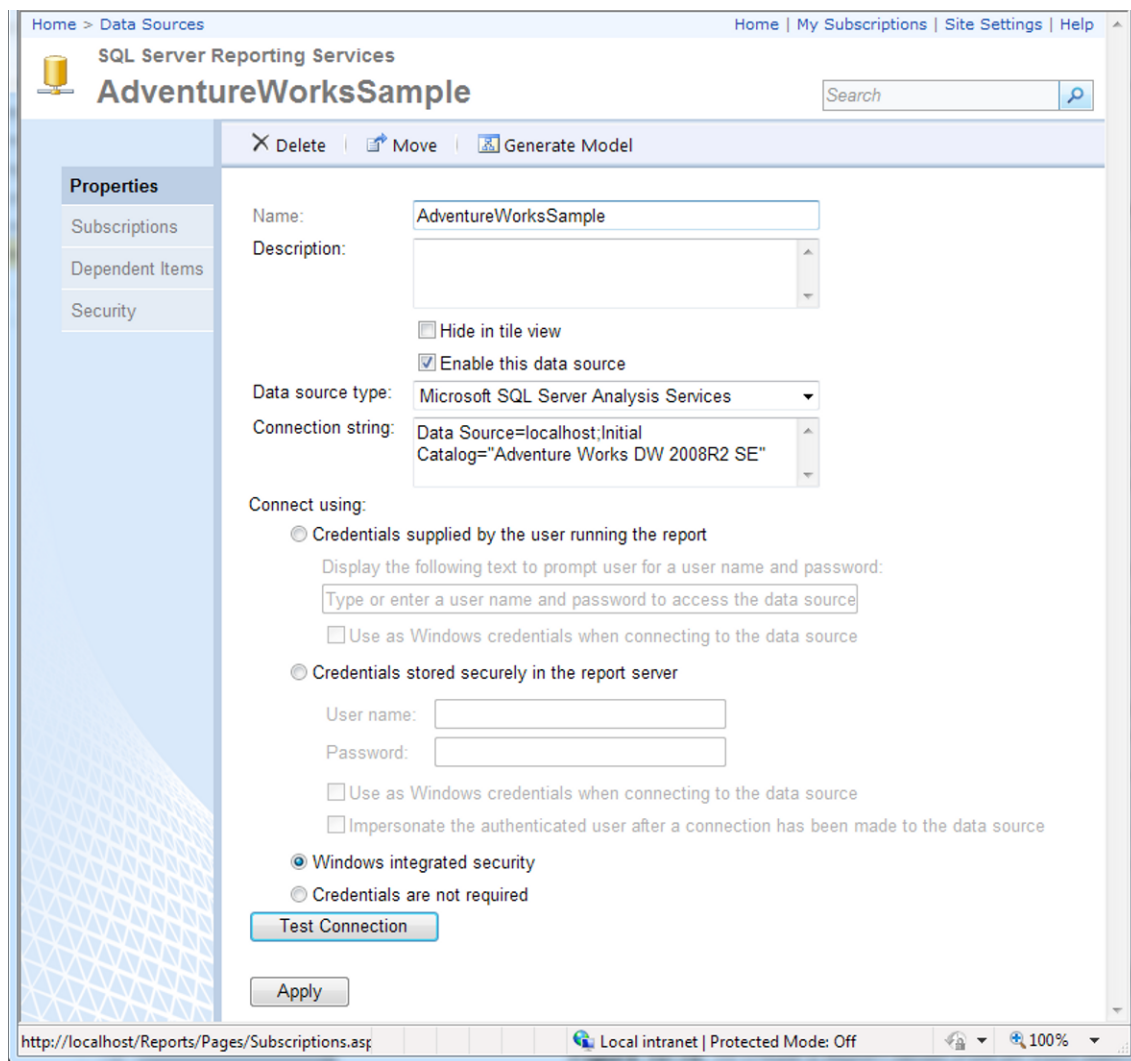 Home > Data Sources
Home | My Subscriptions | Site Settings | Help
SQL Server Reporting Services
AdventureWorksSample
Search
Delete | Move | Generate Model
Properties
Subscriptions
Dependent Items
Security
Name: AdventureWorksSample
Description:
Hide in tile view
Enable this data source
Data source type: Microsoft SQL Server Analysis Services
Connection string: Data Source=localhost;Initial
Catalog="Adventure Works DW 2008R2 SE"
Connect using:
Credentials supplied by the user running the report
Display the following text to prompt user for a user name and password:
Type or enter a user name and password to access the data source
Use as Windows credentials when connecting to the data source
Credentials stored securely in the report server
User name:
Password:
Use as Windows credentials when connecting to the data source
Impersonate the authenticated user after a connection has been made to the data source
Windows integrated security
Credentials are not required
Test Connection
Apply
http://localhost/Reports/Pages/Subscriptions.asp
Local intranet | Protected Mode: Off
100%